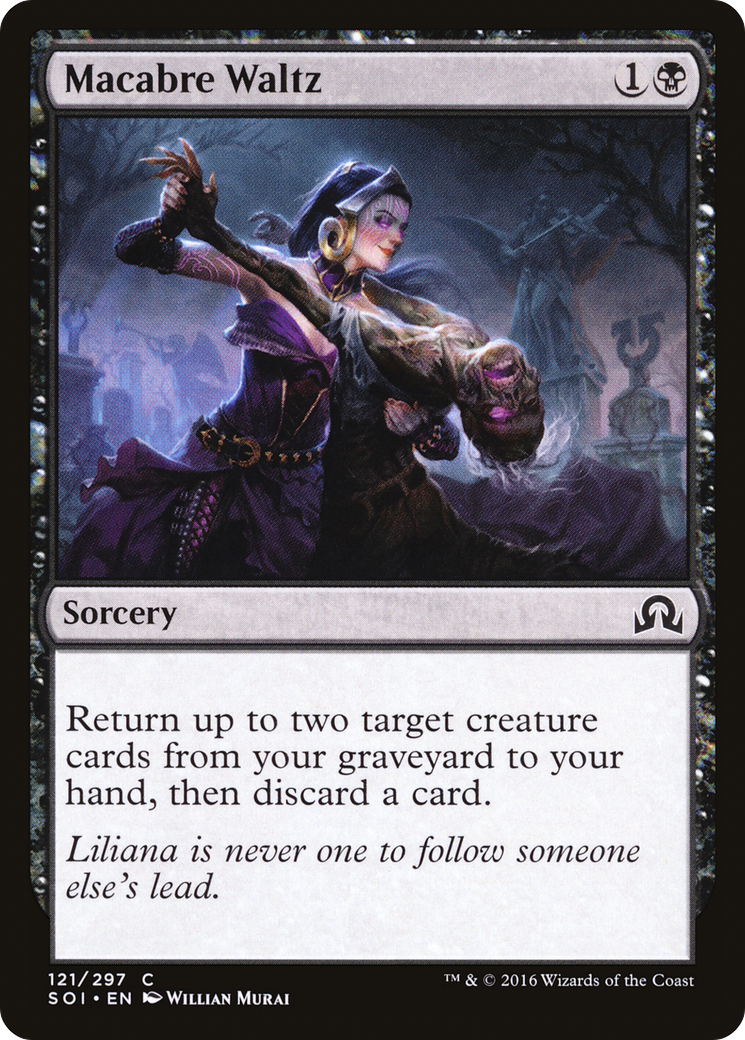 Macabre Waltz 1
Sorcery
Return up to two target creature
cards from your graveyard to your
hand, then discard a card.
Liliana is never one to follow someone
else's lead.
121/297 C
SOI • EN Willian Murai
™ & © 2016 Wizards of the Coast